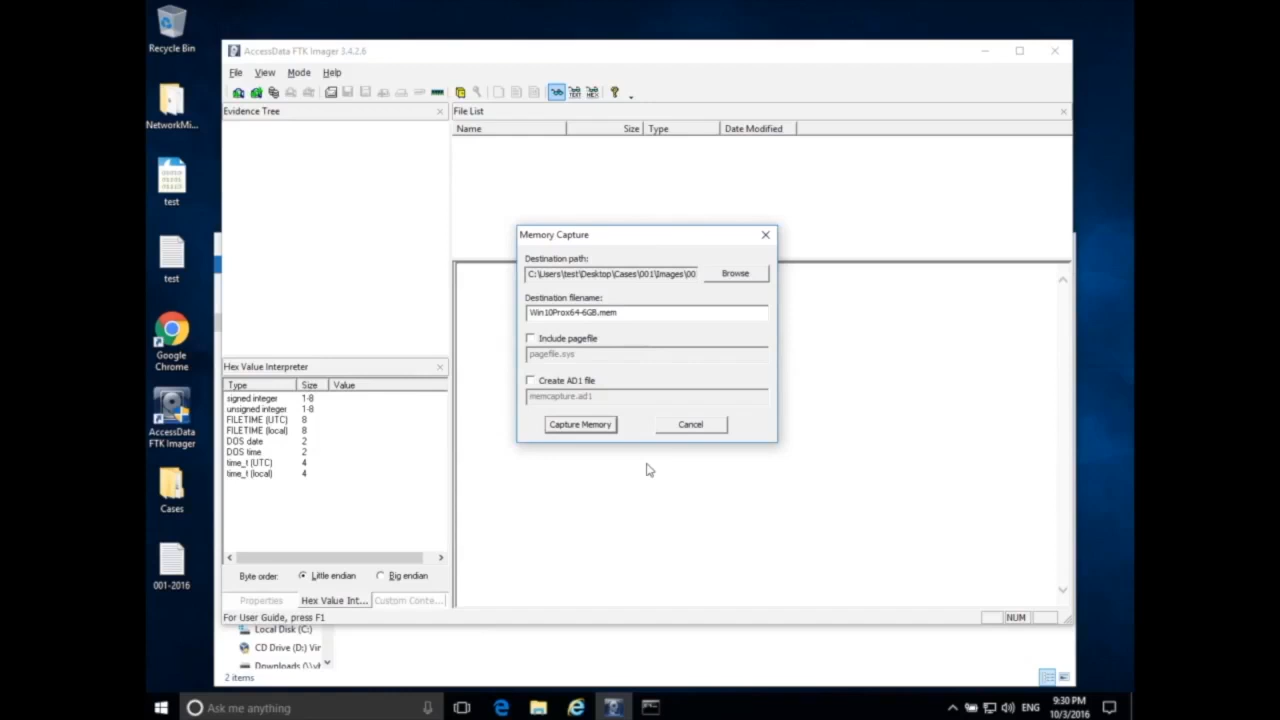 Recycle Bin
NetworkMi...
test
test
Google
Chrome
AccessData
FTK Imager
Cases
001-2016
AccessData FTK Imager 3.4.2.6
File View Mode Help
Evidence Tree
File List
Name Size Type Date Modified
Memory Capture
Destination path:
C:\Users\test\Desktop\Cases\001\Images\00
Browse
Destination filename:
Win10Prox64-6GB.mem
Include pagefile
pagefile.sys
Create AD1 file
memcapture.ad1
Capture Memory Cancel
Hex Value Interpreter
Type Size Value
signed integer 1-8
unsigned integer 1-8
FILETIME (UTC) 8
FILETIME (local) 8
DOS date 2
DOS time 2
time_t (UTC) 4
time_t (local) 4
Byte order: Little endian Big endian
Properties Hex Value Int... Custom Conte...
For User Guide, press F1
NUM
Local Disk (C:)
CD Drive (D:) Vir
Downloads (\\vb
2 items
Ask me anything
ENG
9:30 PM
10/3/2016